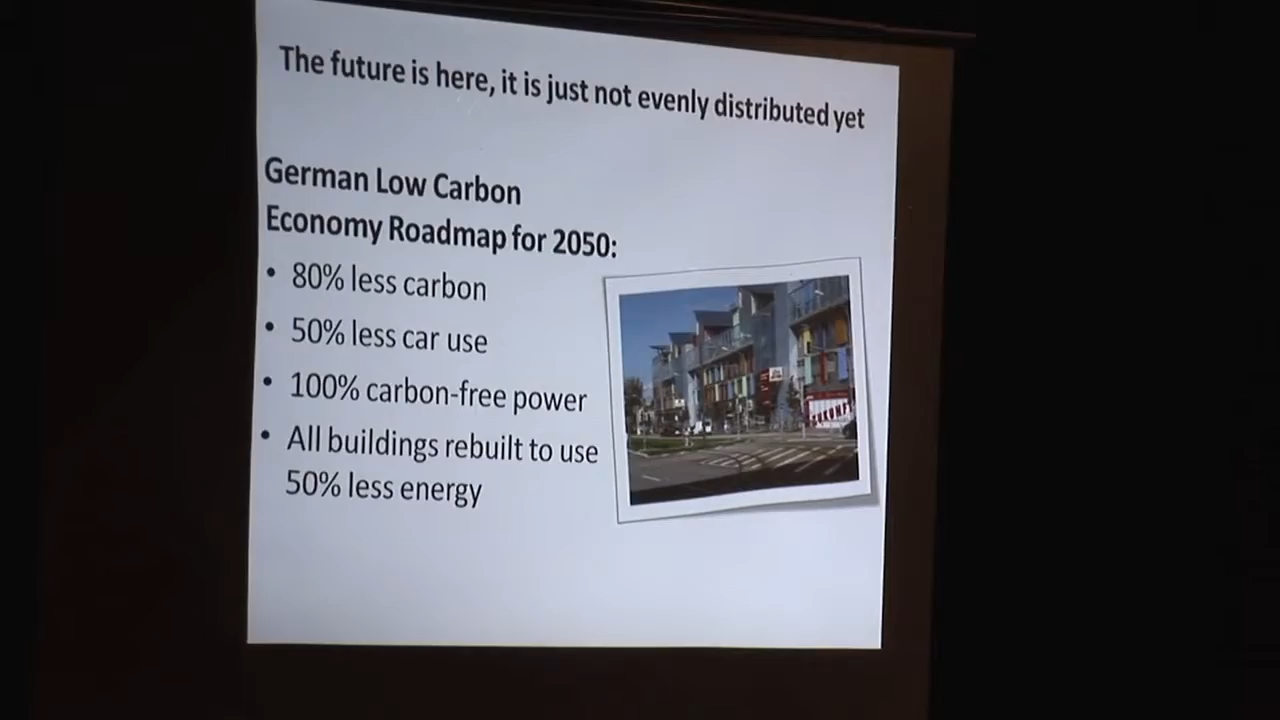 The future is here, it is just not evenly distributed yet
German Low Carbon
Economy Roadmap for 2050:
• 80% less carbon
• 50% less car use
• 100% carbon-free power
• All buildings rebuilt to use
50% less energy